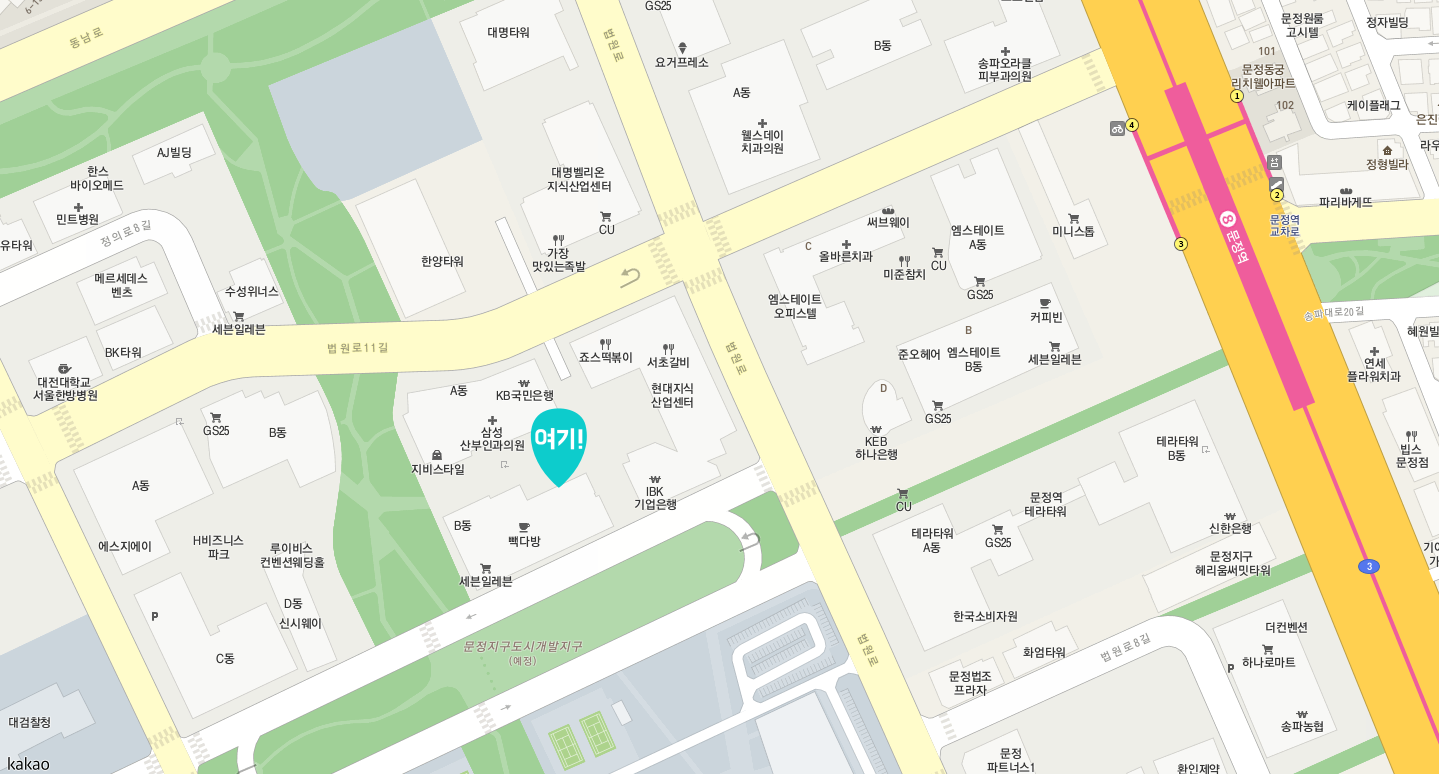 동남로
대명타워
법원로
GS25
요거프레소
B동
송파오라클
피부과의원
문정원룸
고시텔
정자빌딩
101
문정동궁
리치웰아파트
102
케이플래그
은진
라우
정형빌라
파리바게뜨
1
2
3
4
문정역
교차로
8
문정역
AJ빌딩
한스
바이오메드
민트병원
정의로8길
유타워
메르세데스
벤츠
수성위너스
세븐일레븐
BK타워
대전대학교
서울한방병원
A동
웰스데이
치과의원
대명벨리온
지식산업센터
CU
가장
맛있는족발
한양타워
법원로11길
C
써브웨이
올바른치과
미준참치
CU
엠스테이트
A동
미니스톱
GS25
엠스테이트
오피스텔
커피빈
B
준오헤어
엠스테이트
B동
세븐일레븐
D
GS25
KEB
하나은행
송파대로20길
혜원빌
연세
플라워치과
빕스
문정점
죠스떡볶이
서초갈비
현대지식
산업센터
법원로
A동
KB국민은행
삼성
산부인과의원
여기!
지비스타일
IBK
기업은행
B동
빽다방
세븐일레븐
GS25
B동
A동
에스지에이
H비즈니스
파크
루이비스
컨벤션웨딩홀
D동
신시웨이
P
C동
대검찰청
문정지구도시개발지구
(예정)
CU
테라타워
A동
GS25
문정역
테라타워
테라타워
B동
신한은행
문정지구
헤리움써밋타워
3
한국소비자원
화엄타워
문정법조
프라자
법원로8길
법원로
더컨벤션
P
하나로마트
송파농협
문정
파트너스1
환인제약
kakao